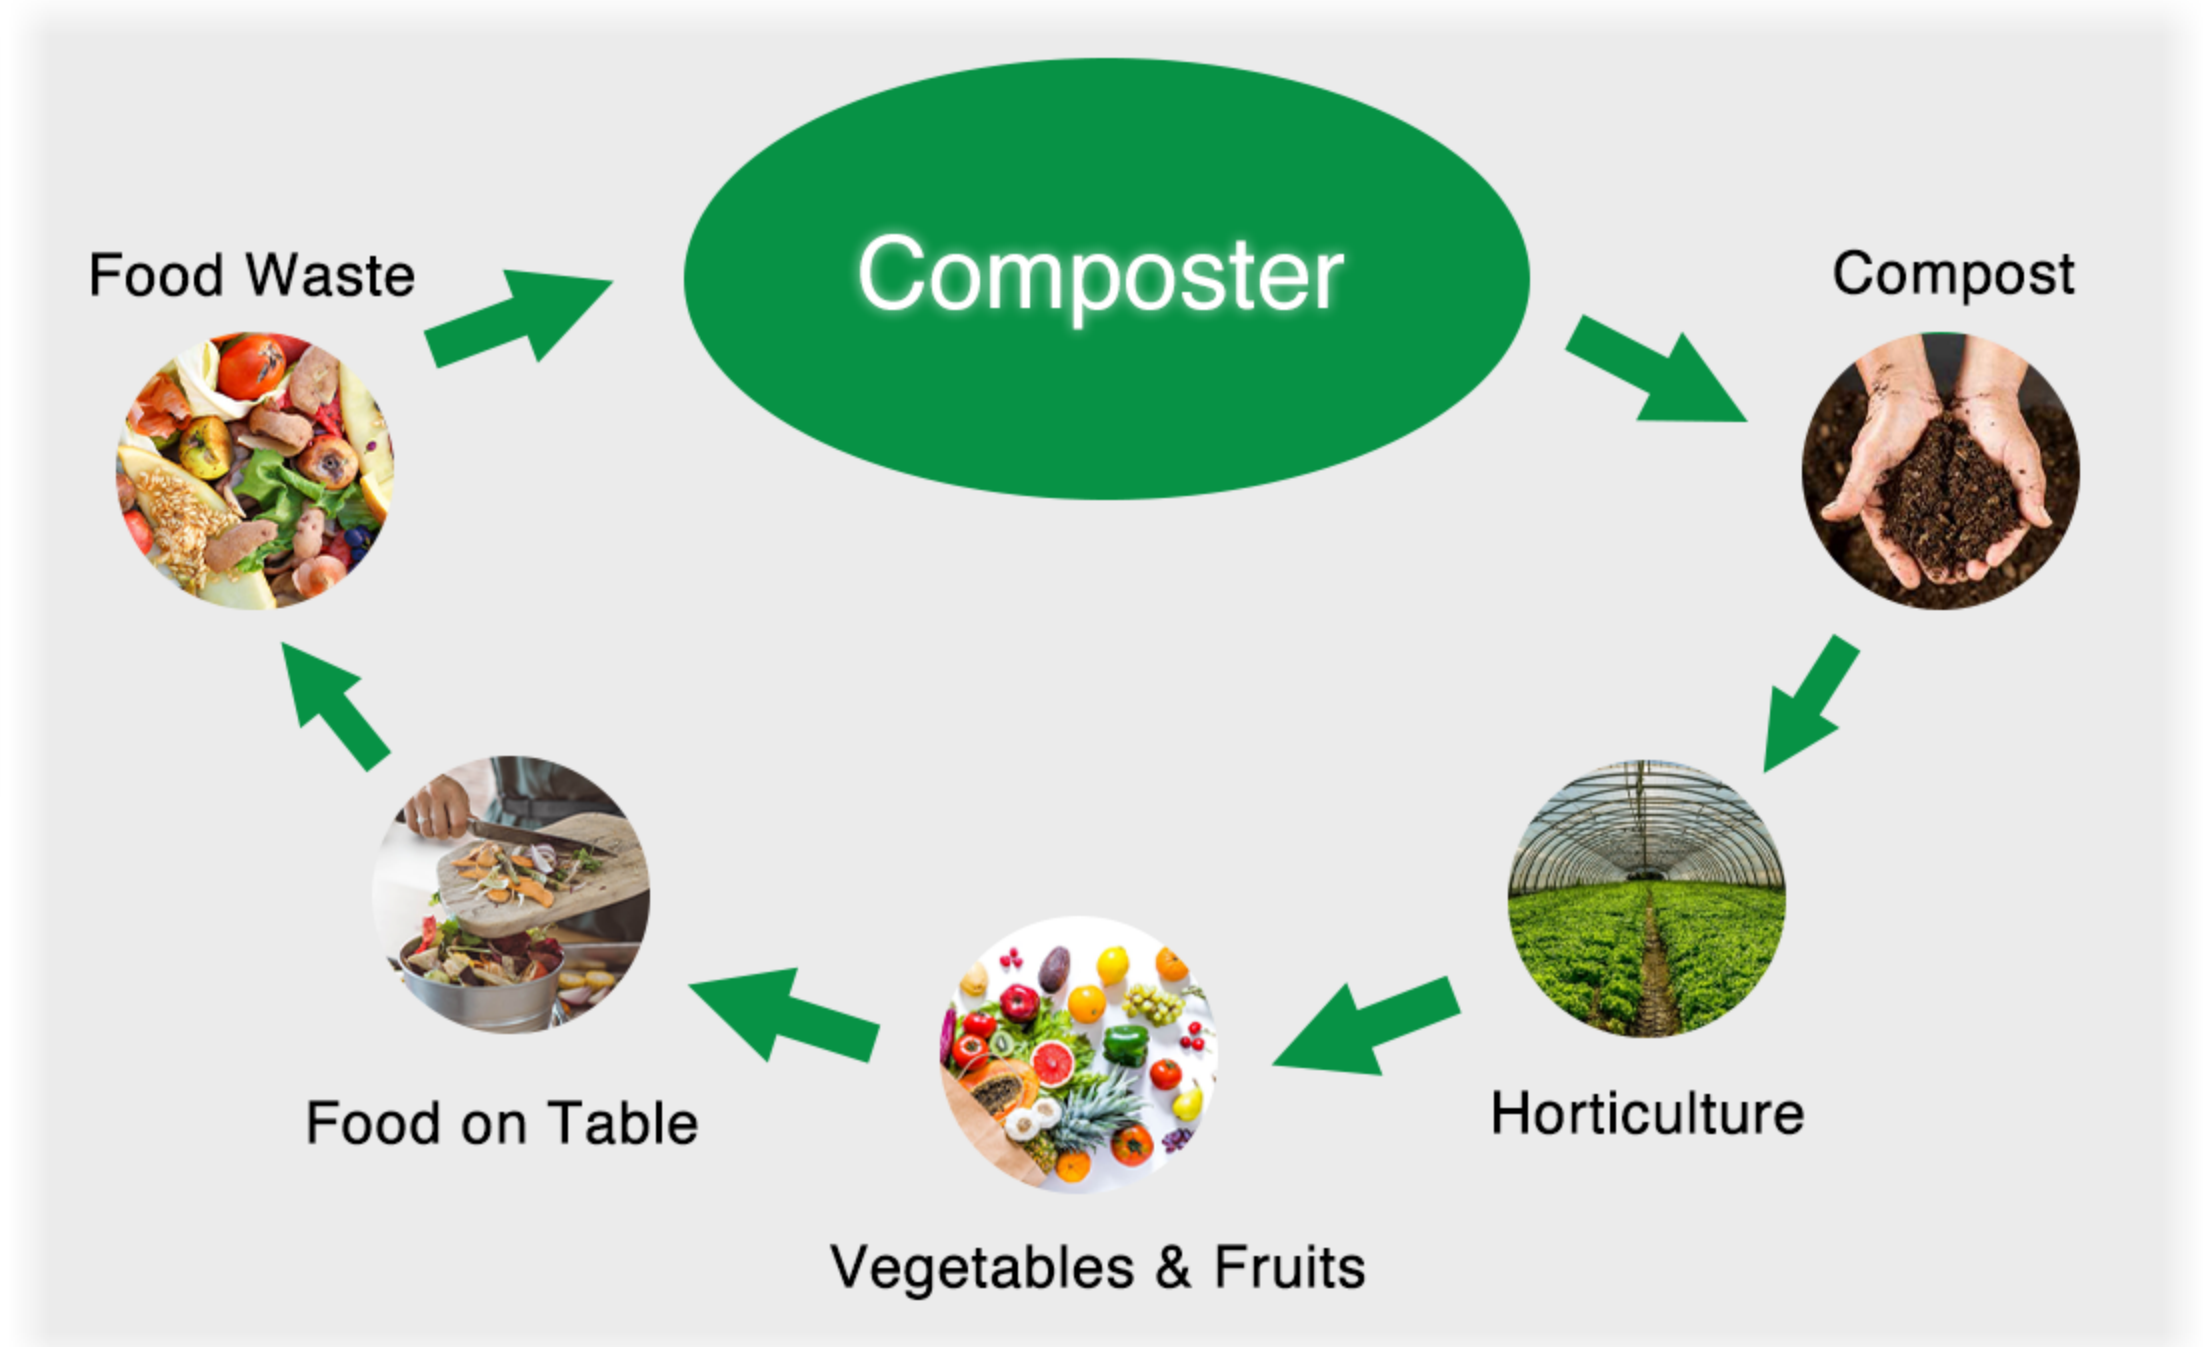 Composter
Food Waste
Compost
Horticulture
Food on Table
Vegetables & Fruits